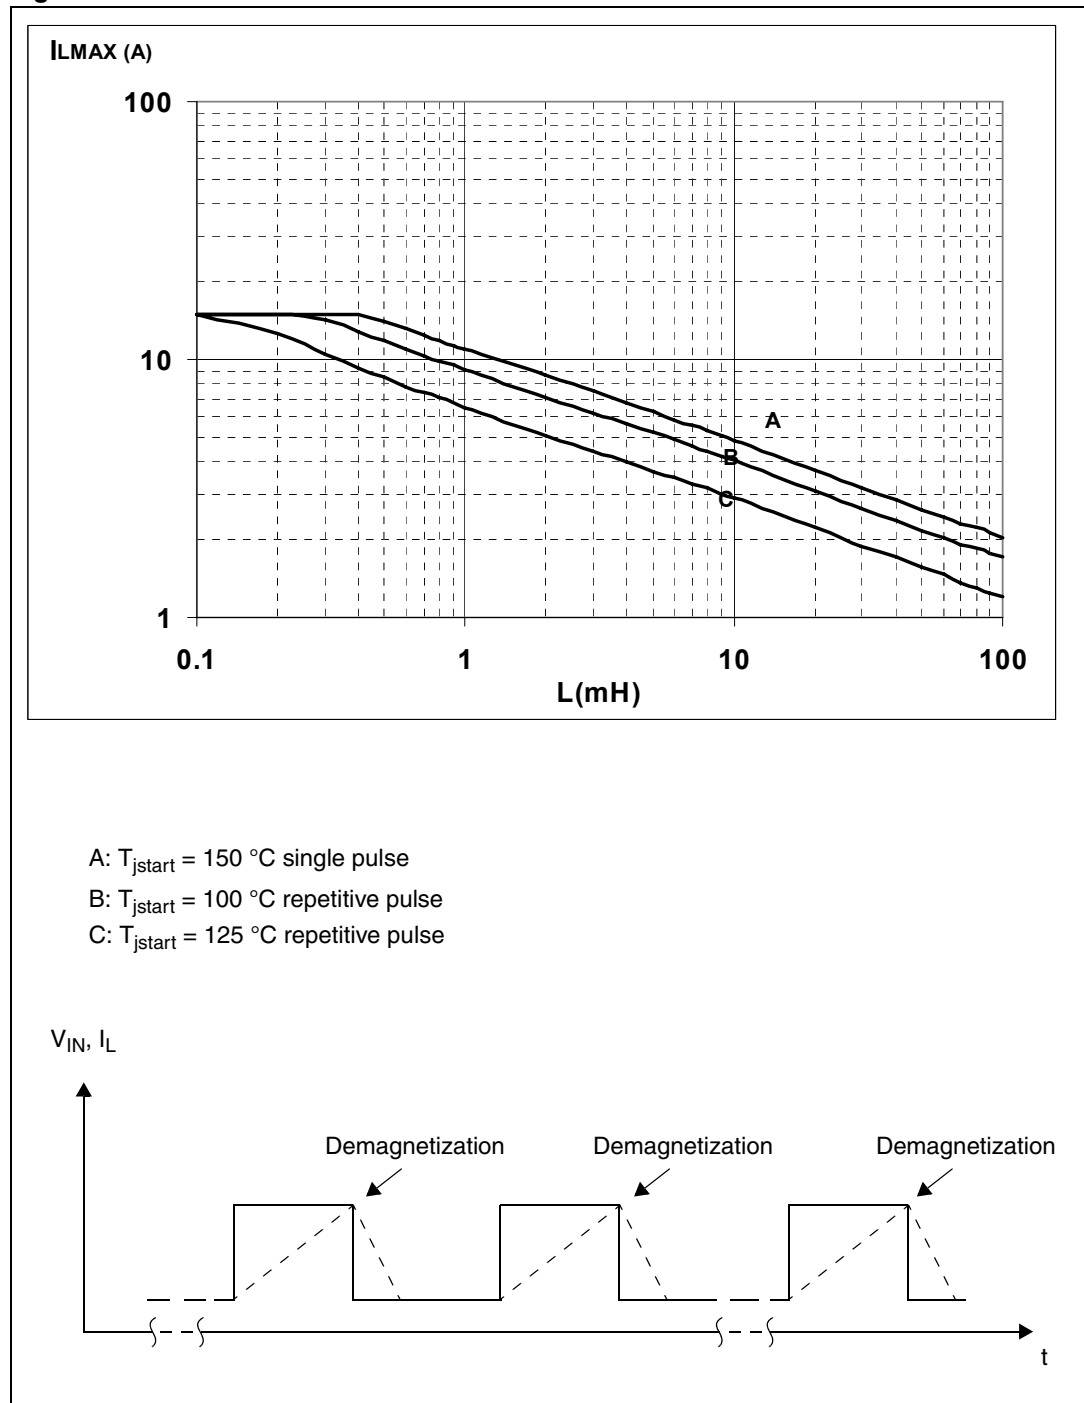 ILMAX (A)
100
10
1
A
B
C
0.1 1 10 100
L(mH)
A: Tjstart = 150 °C single pulse
B: Tjstart = 100 °C repetitive pulse
C: Tjstart = 125 °C repetitive pulse
VIN, IL
Demagnetization Demagnetization Demagnetization
t